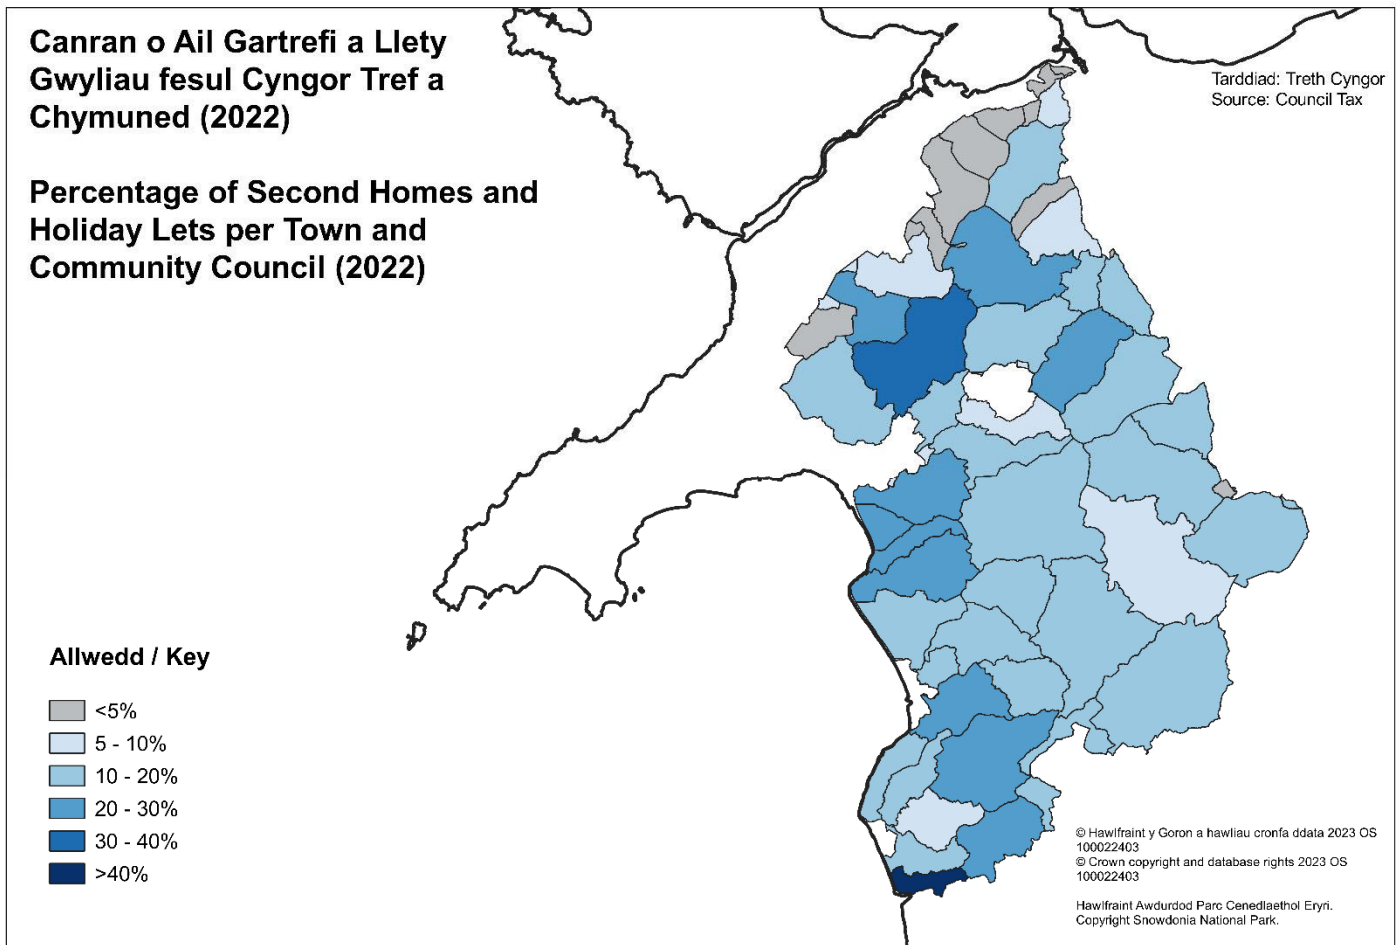 Canran o Ail Gartrefi a Llety
Gwyliau fesul Cyngor Tref a
Chymuned (2022)
Percentage of Second Homes and
Holiday Lets per Town and
Community Council (2022)
Tarddiad: Treth Cyngor
Source: Council Tax
Allwedd / Key
<5%
5 - 10%
10 - 20%
20 - 30%
30 - 40%
>40%
© Hawlfraint y Goron a hawliau cronfa ddata 2023 OS
100022403
© Crown copyright and database rights 2023 OS
100022403
Hawlfraint Awdurdod Parc Cenedlaethol Eryri.
Copyright Snowdonia National Park.